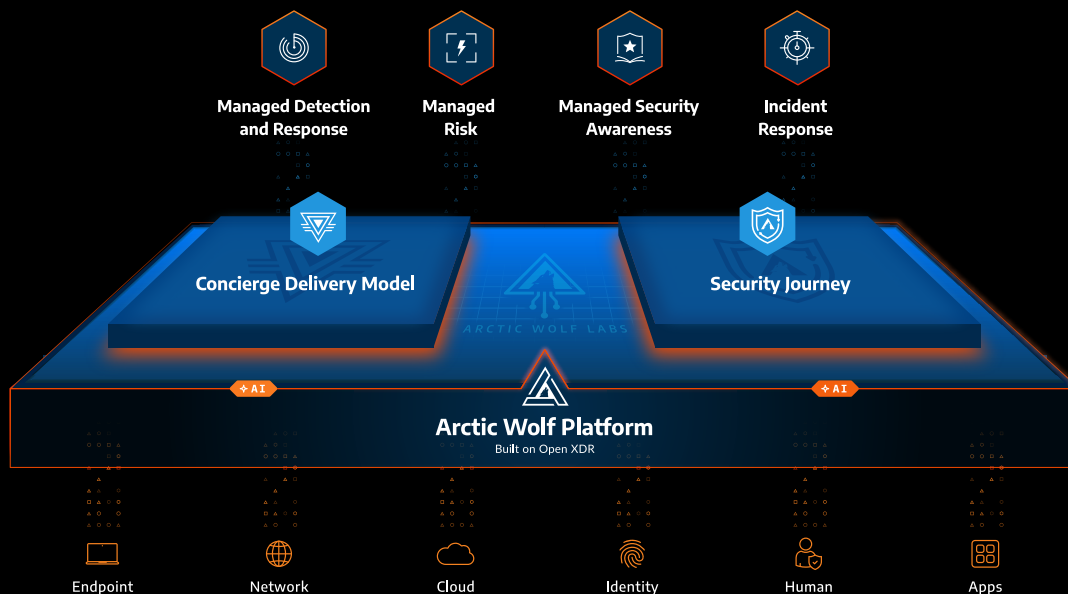 Managed Detection
and Response
Managed
Risk
Managed Security
Awareness
Incident
Response
Concierge Delivery Model
Security Journey
ARCTIC WOLF LABS
AI
AI
Arctic Wolf Platform
Built on Open XDR
Endpoint
Network
Cloud
Identity
Human
Apps